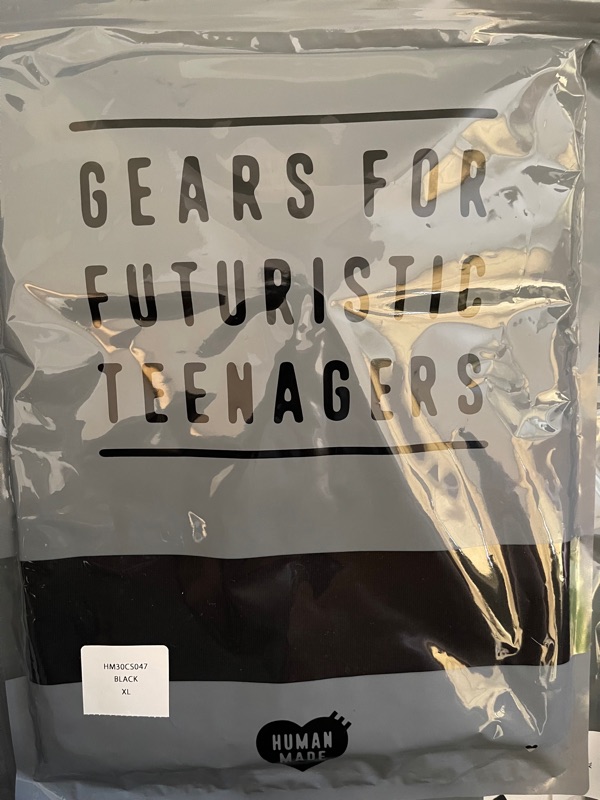 GEARS FOR
FUTURISTIC
TEENAGERS
HM30CS047
BLACK
XL
HUMAN
MADE